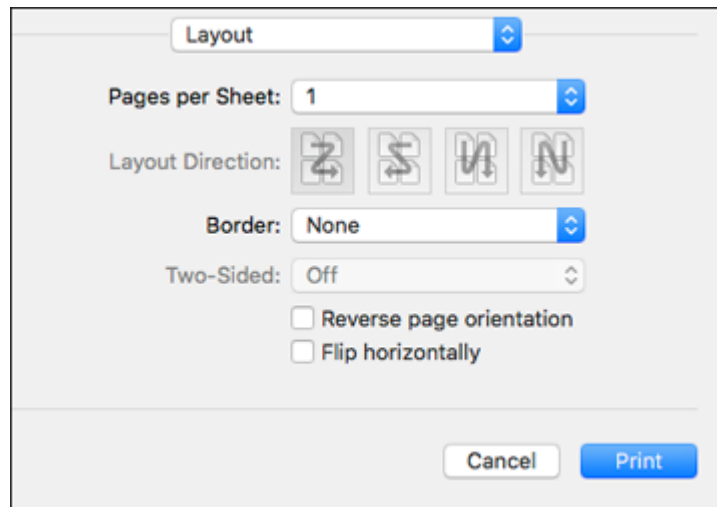 Layout
Pages per Sheet: 1
Layout Direction:
Border: None
Two-Sided: Off
Reverse page orientation
Flip horizontally
Cancel Print